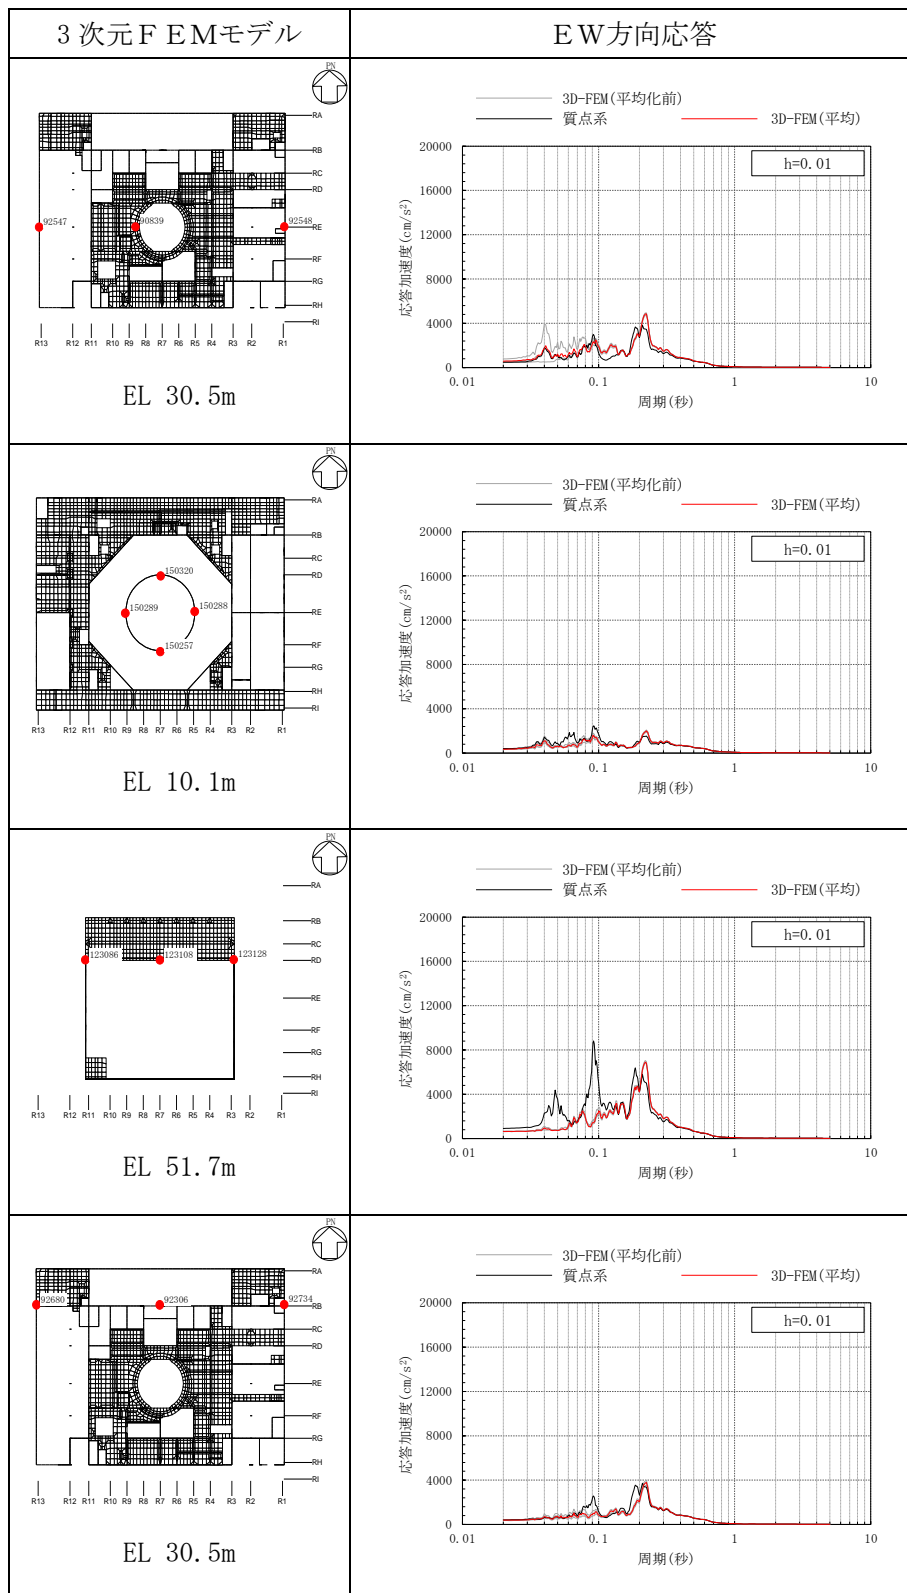 3次元ＦＥＭモデル
ＥＷ方向応答
PN
RA
RB
RC
RD
RE
RF
RG
RH
RI
92547
90839
92548
R13 R12 R11 R10 R9 R8 R7 R6 R5 R4 R3 R2 R1
EL 30.5m
3D-FEM(平均化前)
質点系 3D-FEM(平均)
h=0.01
20000
16000
12000
8000
4000
0
応答加速度(cm/s²)
0.01 0.1 1 10
周期(秒)
PN
RA
RB
RC
RD
RE
RF
RG
RH
RI
150320
150289
150288
150257
R13 R12 R11 R10 R9 R8 R7 R6 R5 R4 R3 R2 R1
EL 10.1m
3D-FEM(平均化前)
質点系 3D-FEM(平均)
h=0.01
20000
16000
12000
8000
4000
0
応答加速度(cm/s²)
0.01 0.1 1 10
周期(秒)
PN
RA
RB
RC
RD
RE
RF
RG
RH
RI
123086
123108
123128
R13 R12 R11 R10 R9 R8 R7 R6 R5 R4 R3 R2 R1
EL 51.7m
3D-FEM(平均化前)
質点系 3D-FEM(平均)
h=0.01
20000
16000
12000
8000
4000
0
応答加速度(cm/s²)
0.01 0.1 1 10
周期(秒)
PN
RA
RB
RC
RD
RE
RF
RG
RH
RI
92680
92306
92734
R13 R12 R11 R10 R9 R8 R7 R6 R5 R4 R3 R2 R1
EL 30.5m
3D-FEM(平均化前)
質点系 3D-FEM(平均)
h=0.01
20000
16000
12000
8000
4000
0
応答加速度(cm/s²)
0.01 0.1 1 10
周期(秒)